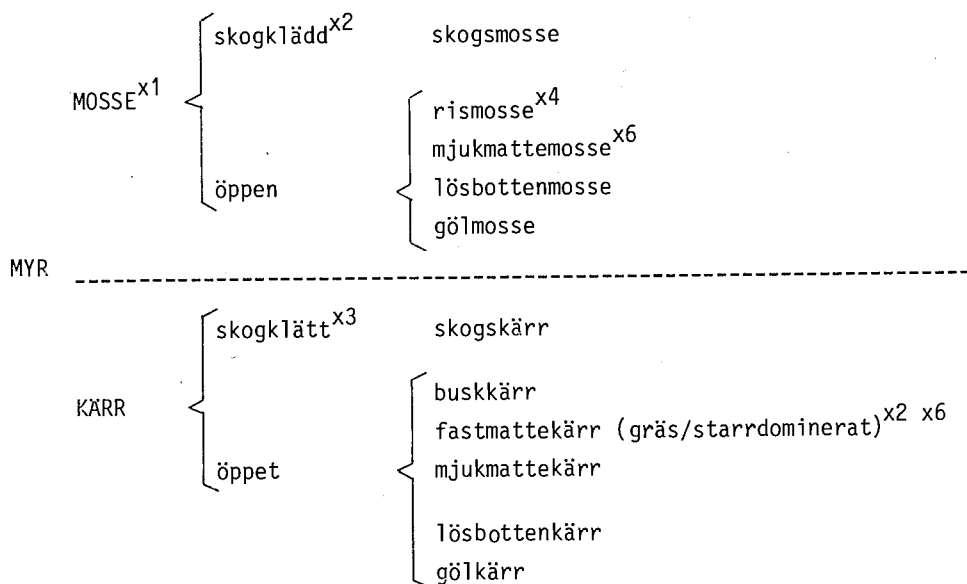 skogklädd^x2 skogsmosse
MOSSE^x1
rismosse^x4
mjukmattemosse^x6
öppen lösbottenmosse
gölmosse
MYR
skogklätt^x3 skogskärr
buskkärr
KÄRR
fastmattekärr (gräs/starrdominerat)^x2 x6
öppet mjukmattekärr
lösbottenkärr
gölkärr